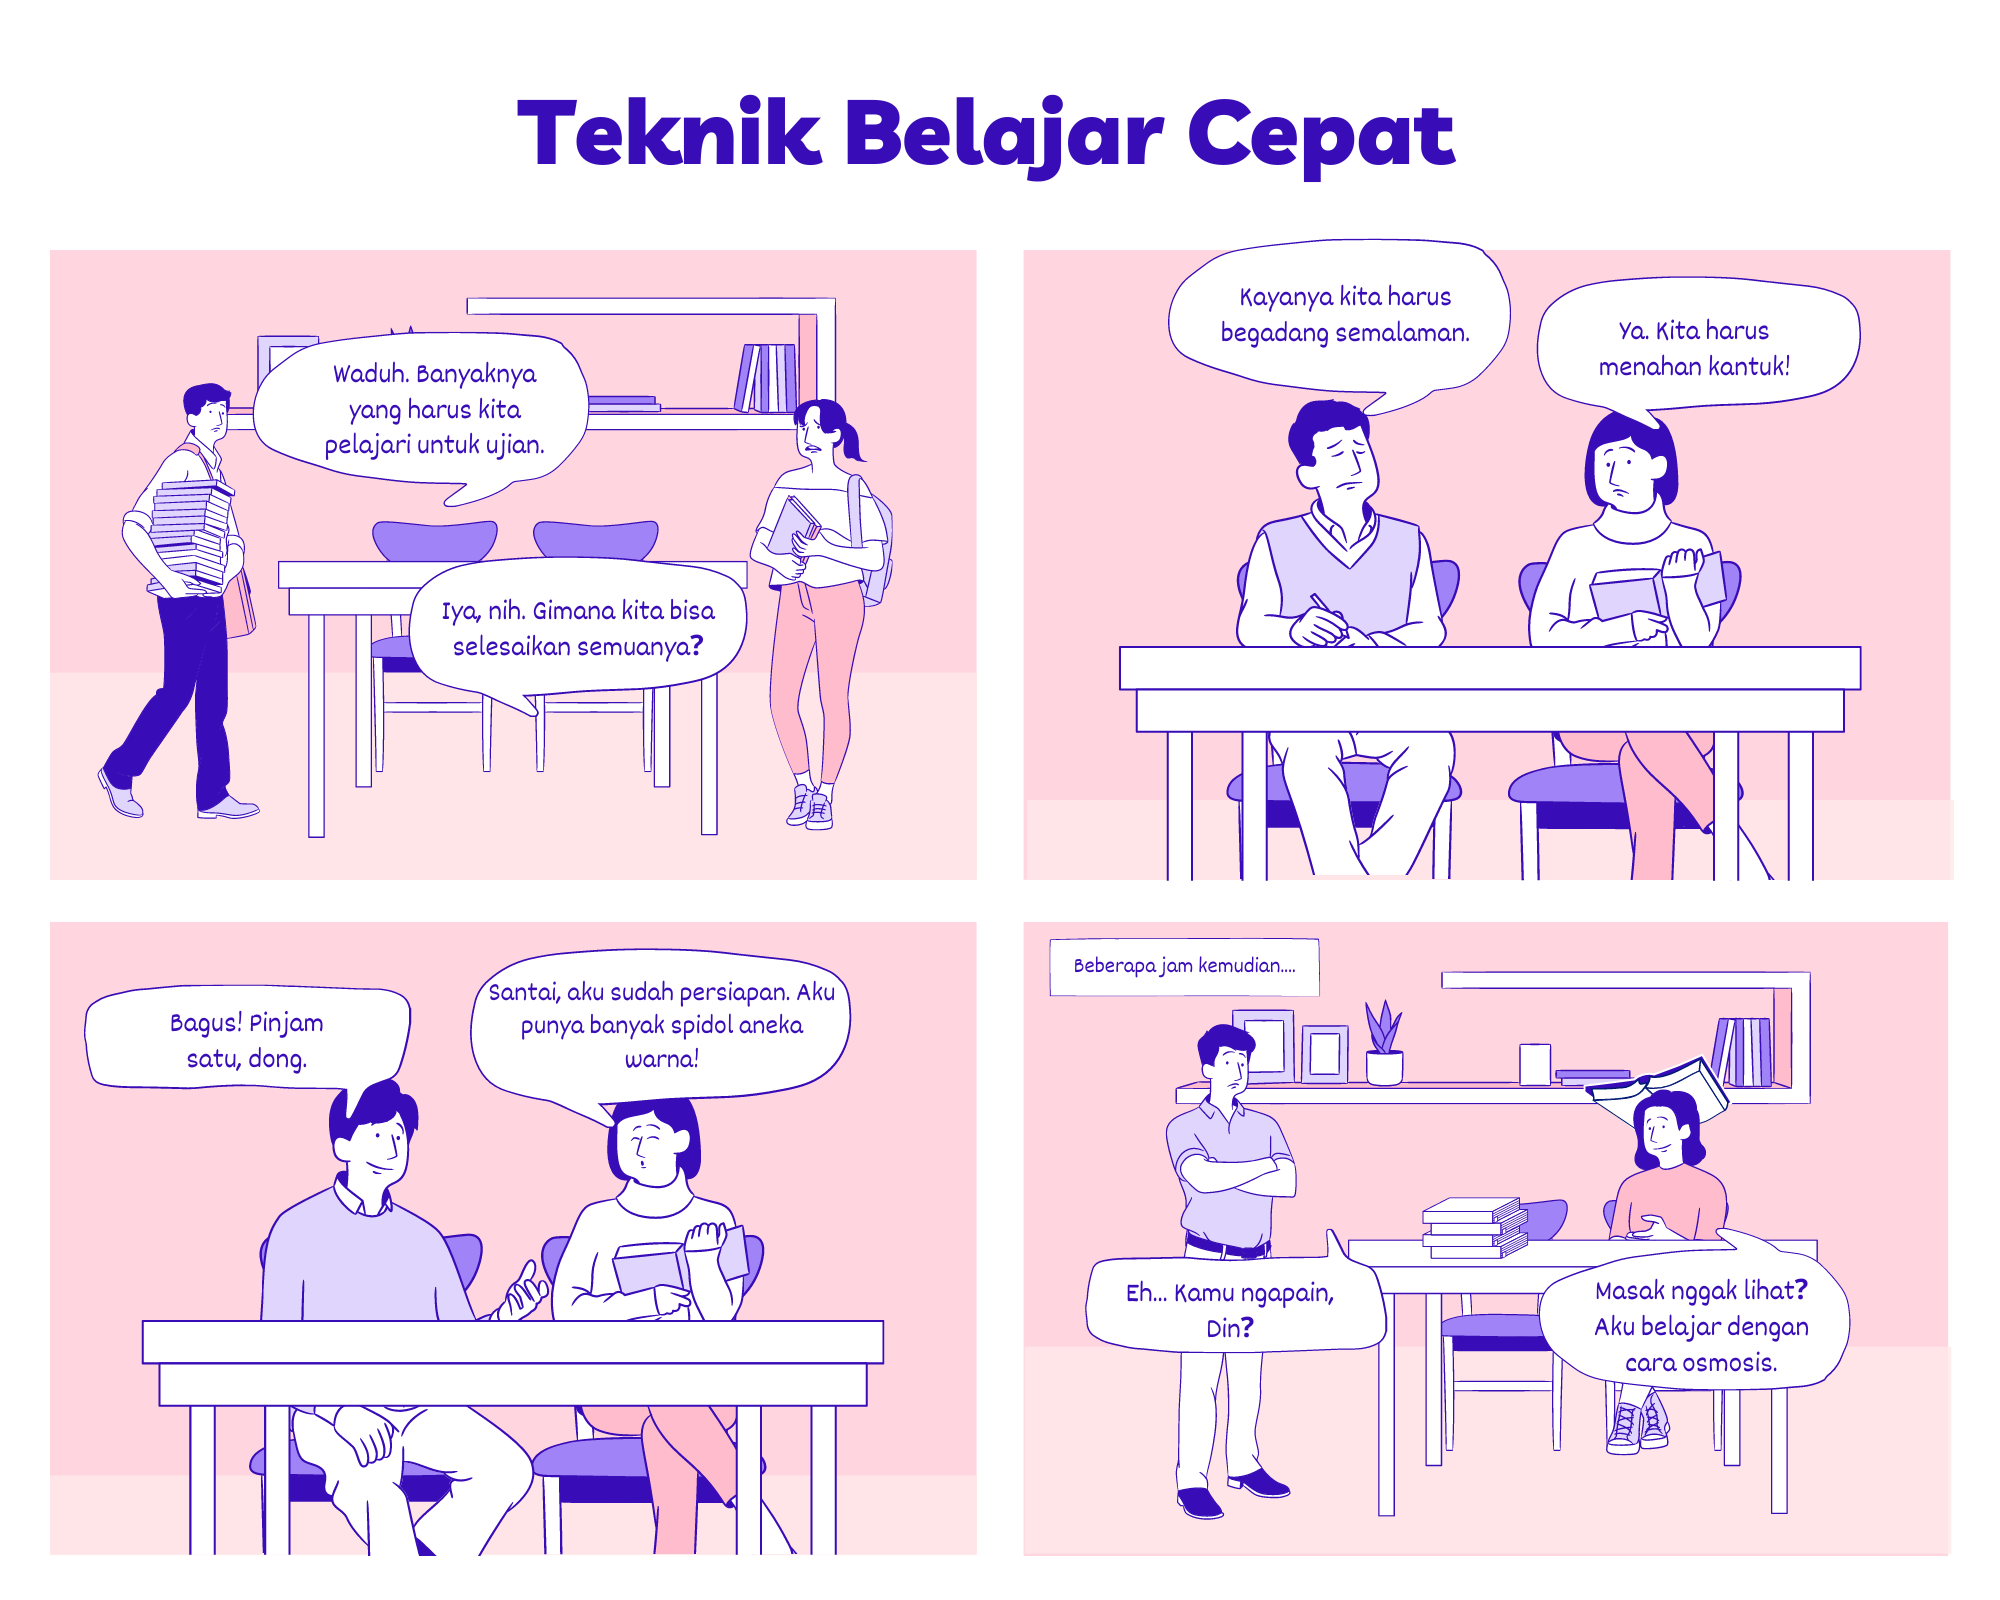 Teknik Belajar Cepat
Waduh. Banyaknya
yang harus kita
pelajari untuk ujian.
Iya, nih. Gimana kita bisa
selesaikan semuanya?
Kayanya kita harus
begadang semalaman.
Ya. Kita harus
menahan kantuk!
Bagus! Pinjam
satu, dong.
Santai, aku sudah persiapan. Aku
punya banyak spidol aneka
warna!
Beberapa jam kemudian....
Eh... Kamu ngapain,
Din?
Masak nggak lihat?
Aku belajar dengan
cara osmosis.